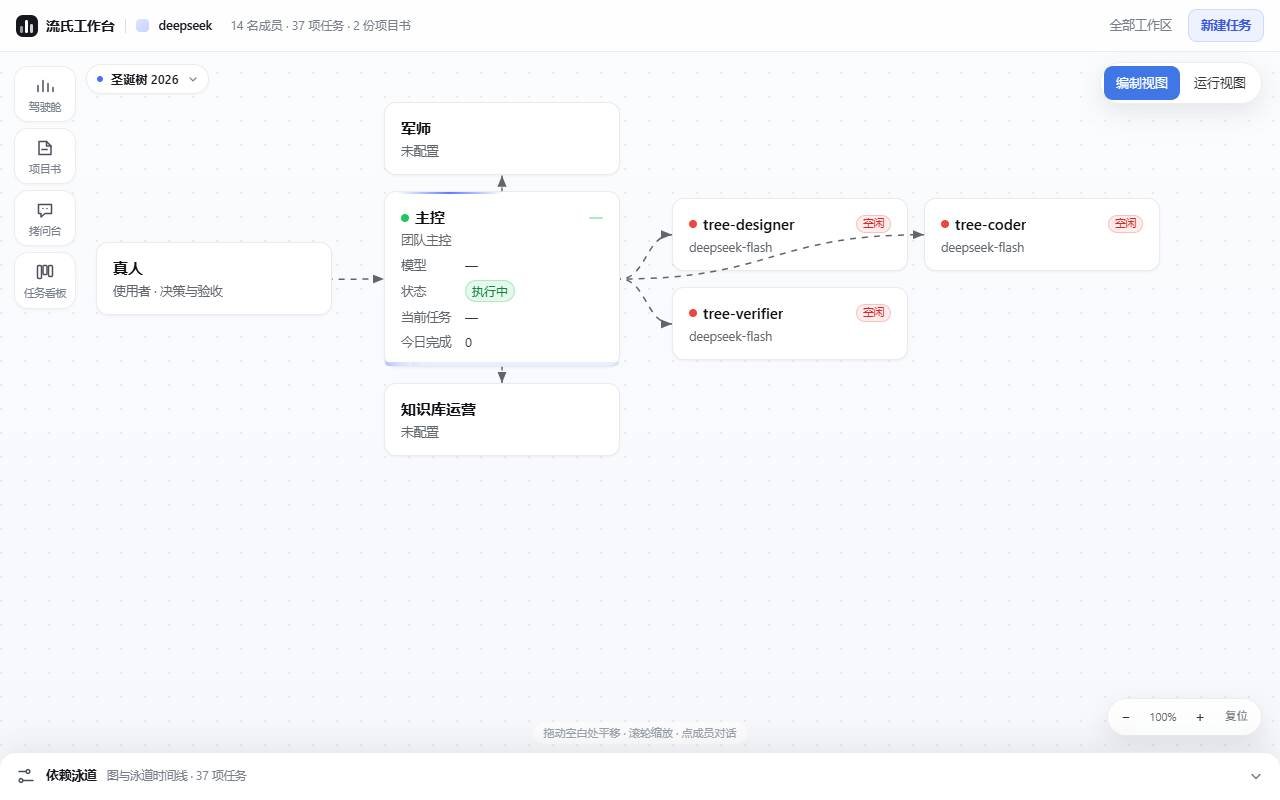 流氏工作台
deepseek
14 名成员 · 37 项任务 · 2 份项目书
全部工作区
新建任务
驾驶舱
项目书
拷问台
任务看板
圣诞树 2026
编制视图
运行视图
军师
未配置
主控
团队主控
模型 —
状态 执行中
当前任务 —
今日完成 0
真人
使用者 · 决策与验收
知识库运营
未配置
tree-designer 空闲
deepseek-flash
tree-coder 空闲
deepseek-flash
tree-verifier 空闲
deepseek-flash
− 100% + 复位
拖动空白处平移 · 滚轮缩放 · 点成员对话
依赖泳道 图与泳道时间线 · 37 项任务